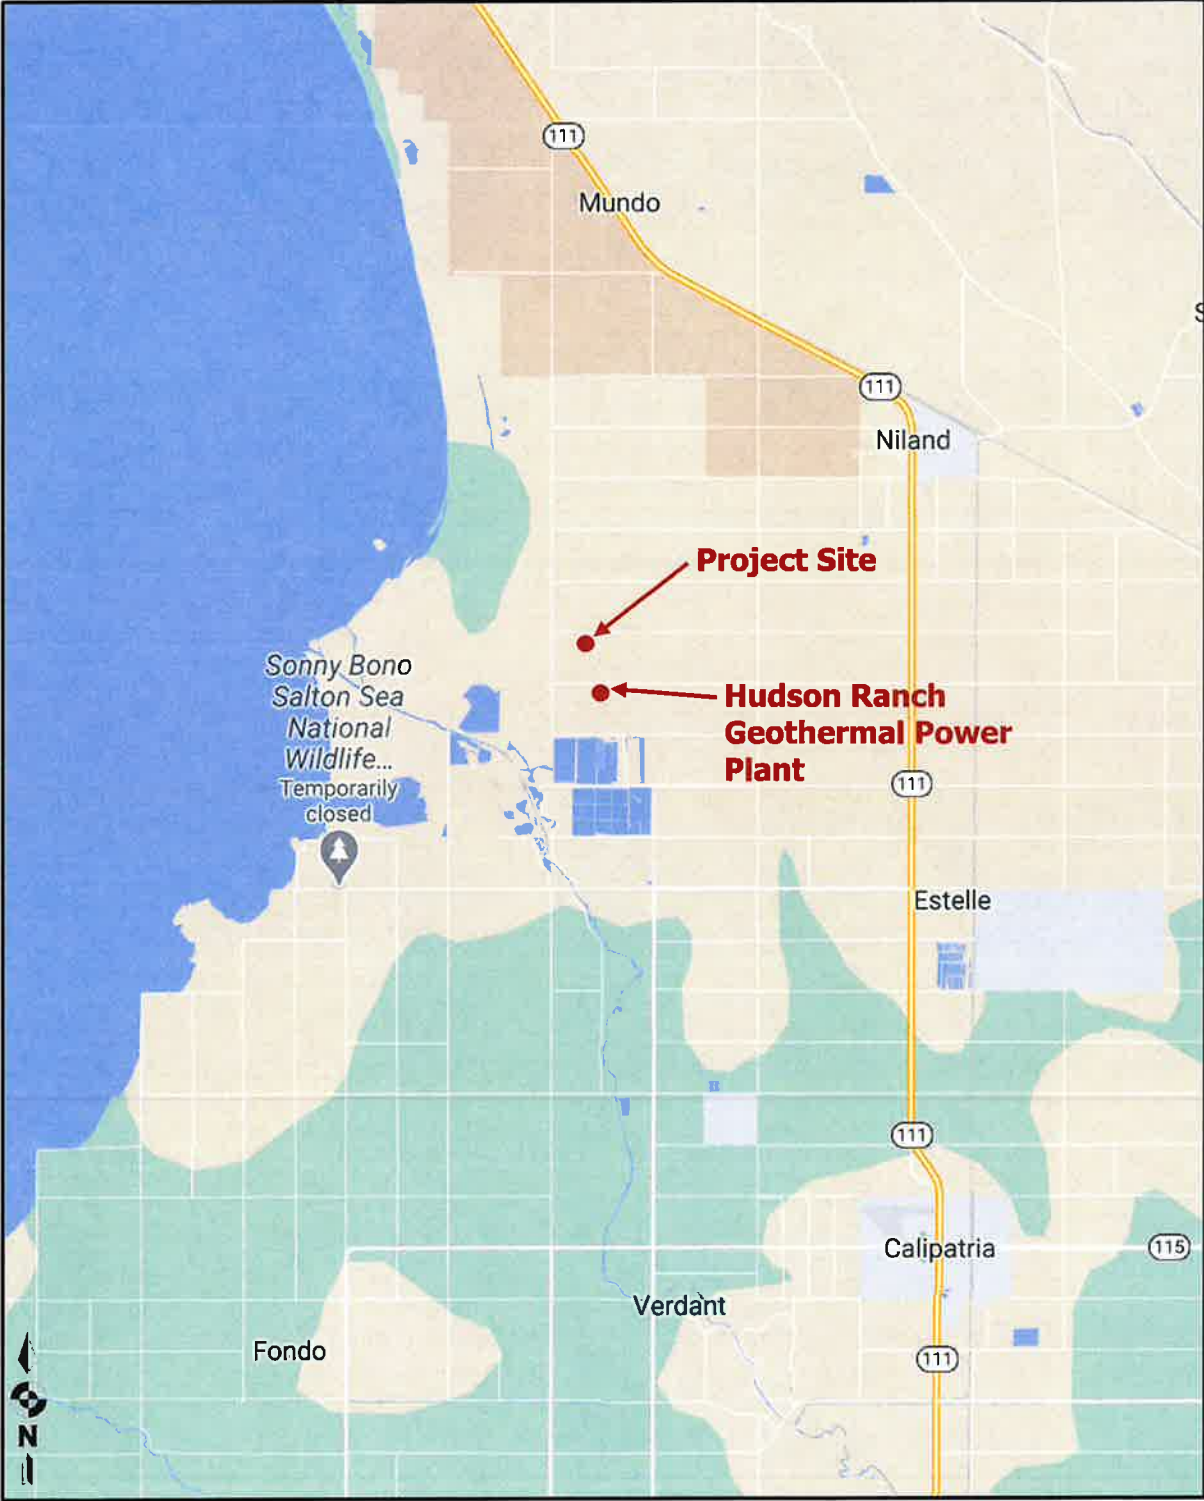 111
Mundo
S
111
Niland
Project Site
Sonny Bono
Salton Sea
National
Wildlife...
Temporarily
closed
Hudson Ranch
Geothermal Power
Plant
111
Estelle
111
Calipatria
115
Verdant
Fondo
111
N